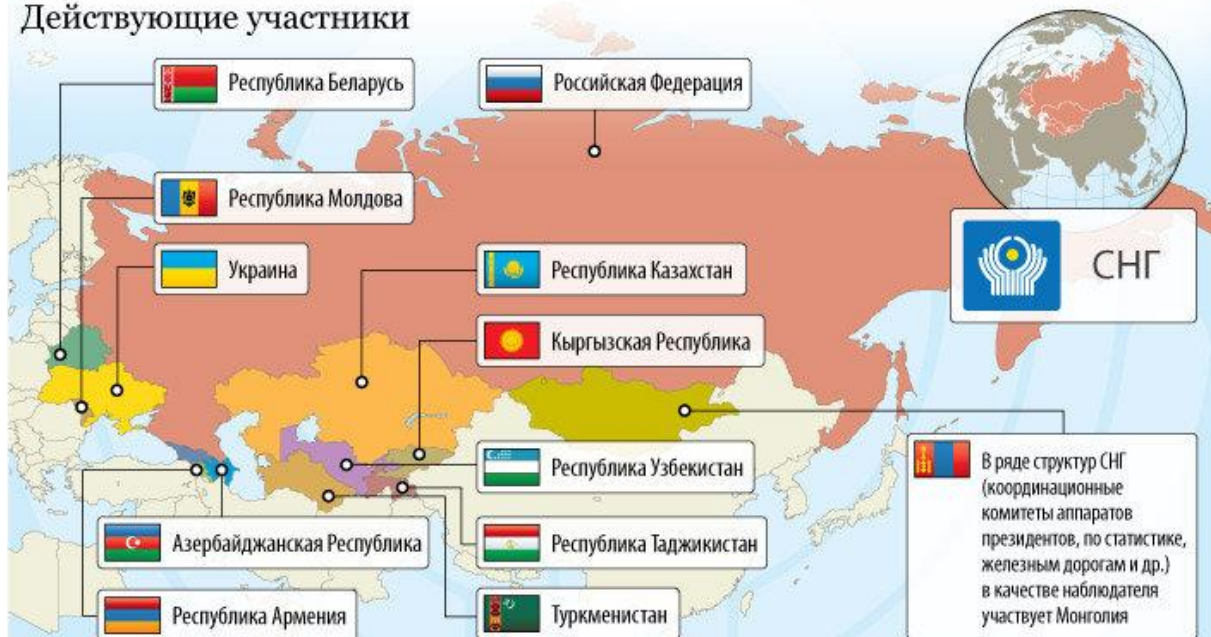 Действующие участники
Республика Беларусь
Российская Федерация
Республика Молдова
Украина
Республика Казахстан
СНГ
Кыргызская Республика
Республика Узбекистан
Азербайджанская Республика
Республика Таджикистан
Республика Армения
Туркменистан
В ряде структур СНГ
(координационные
комитеты аппаратов
президентов, по статистике,
железным дорогам и др.)
в качестве наблюдателя
участвует Монголия